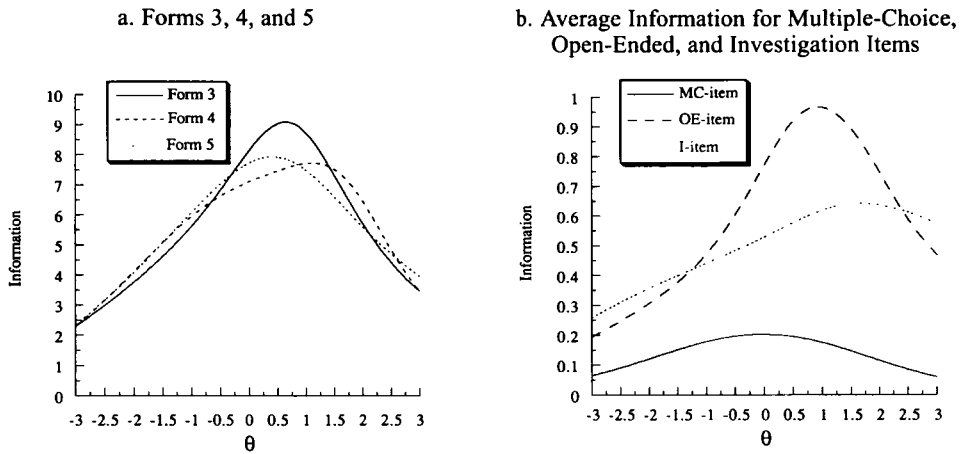 a. Forms 3, 4, and 5
Form 3
Form 4
Form 5
10
9
8
7
6
5
4
3
2
1
0
Information
-3 -2.5 -2 -1.5 -1 -0.5 0 0.5 1 1.5 2 2.5 3
θ
b. Average Information for Multiple-Choice,
Open-Ended, and Investigation Items
MC-item
OE-item
I-item
1
0.9
0.8
0.7
0.6
0.5
0.4
0.3
0.2
0.1
0
Information
-3 -2.5 -2 -1.5 -1 -0.5 0 0.5 1 1.5 2 2.5 3
θ